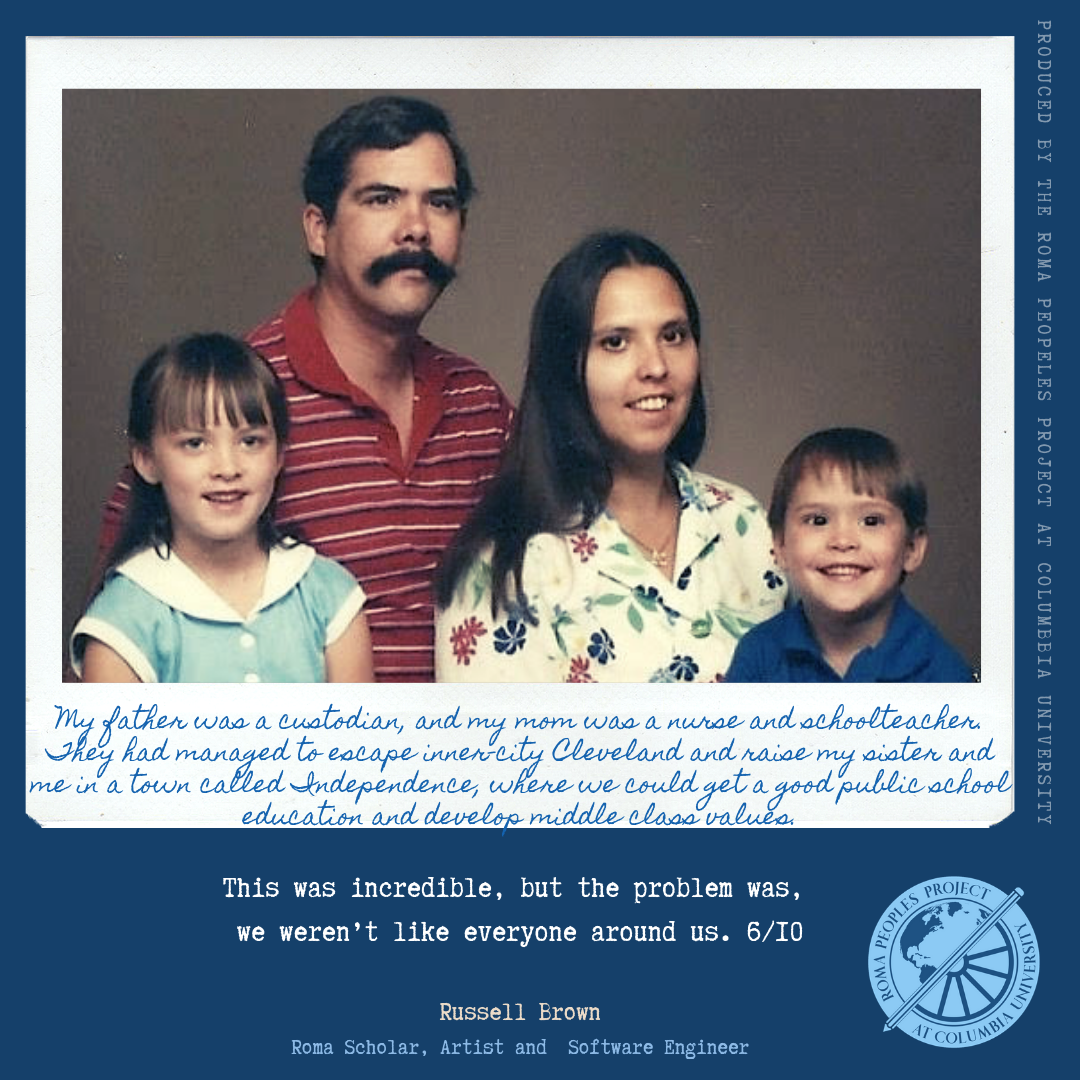 My father was a custodian, and my mom was a nurse and schoolteacher.
They had managed to escape inner-city Cleveland and raise my sister and
me in a town called Independence, where we could get a good public school
education and develop middle class values.
This was incredible, but the problem was,
we weren't like everyone around us. 6/10
Russell Brown
Roma Scholar, Artist and Software Engineer
ROMA PEOPLES PROJECT
AT COLUMBIA UNIVERSITY
PRODUCED BY THE ROMA PEOPELES PROJECT AT COLUMBBIA UNIVERSITY